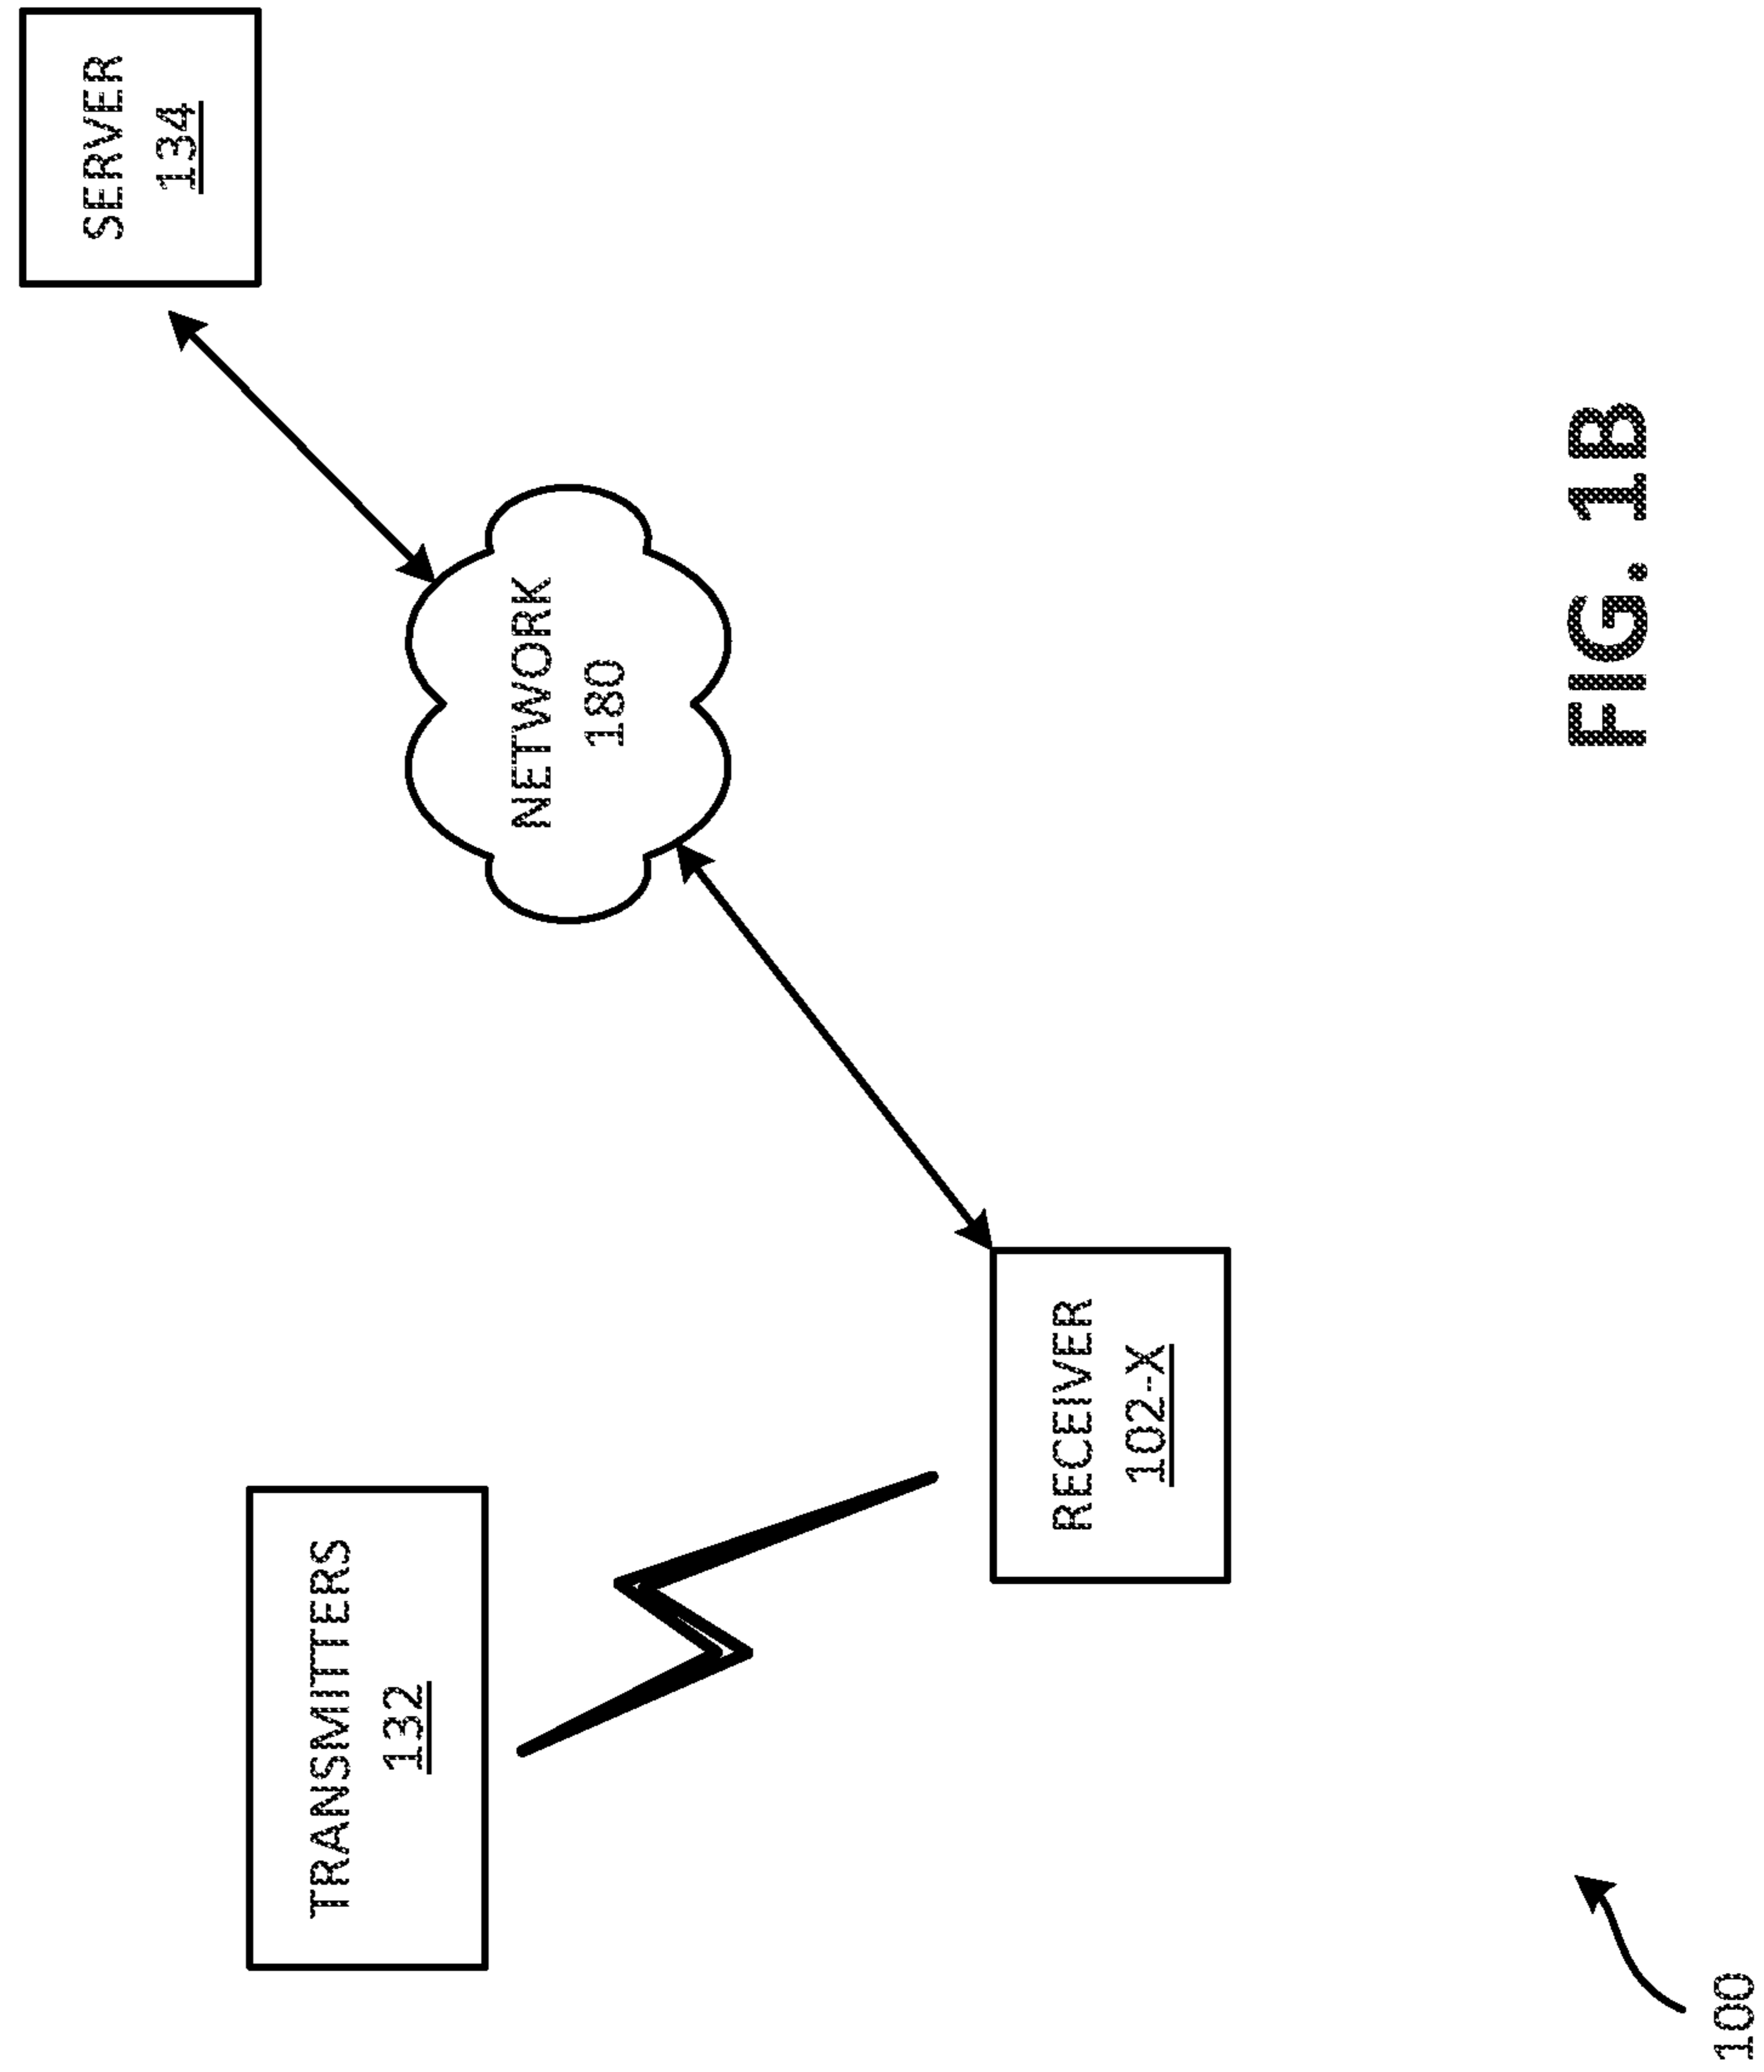 TRANSMITTERS
132
RECEIVER
102-X
NETWORK
180
SERVER
134
100
FIG. 1B